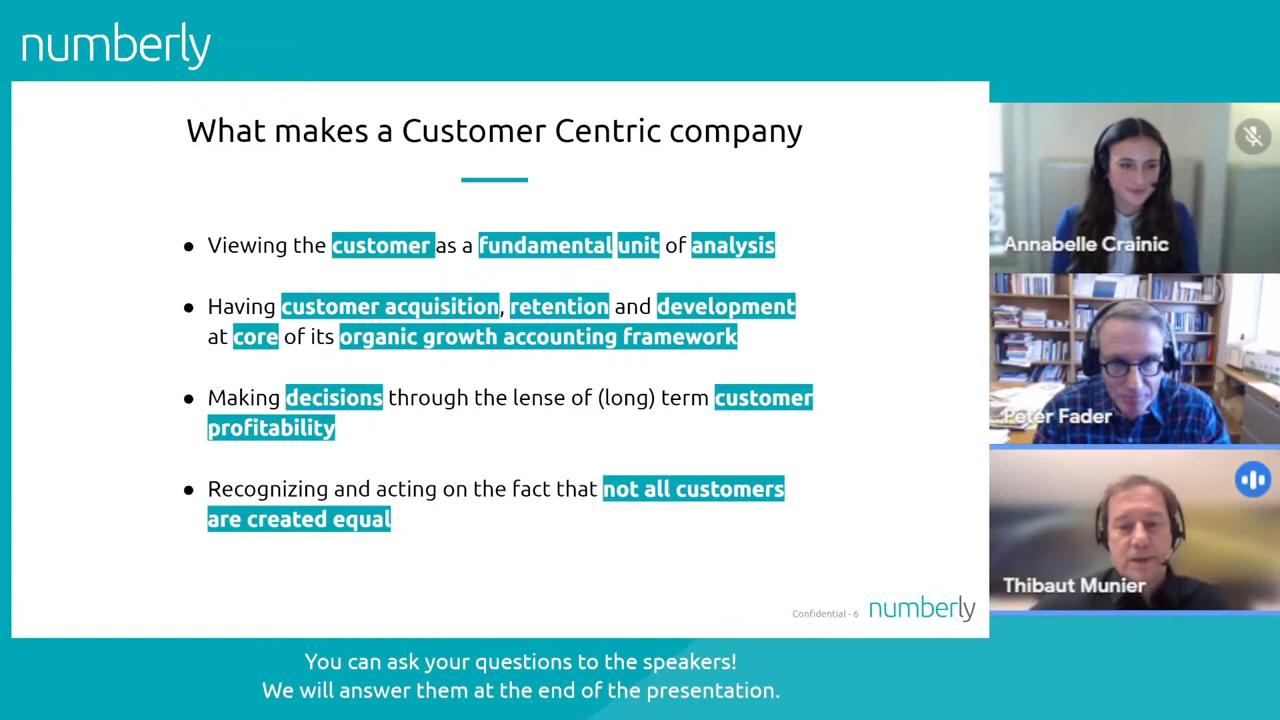 numberly
What makes a Customer Centric company
● Viewing the customer as a fundamental unit of analysis
● Having customer acquisition, retention and development
at core of its organic growth accounting framework
● Making decisions through the lense of (long) term customer
profitability
● Recognizing and acting on the fact that not all customers
are created equal
Confidential - 6 numberly
Annabelle Crainic
Peter Fader
Thibaut Munier
You can ask your questions to the speakers!
We will answer them at the end of the presentation.